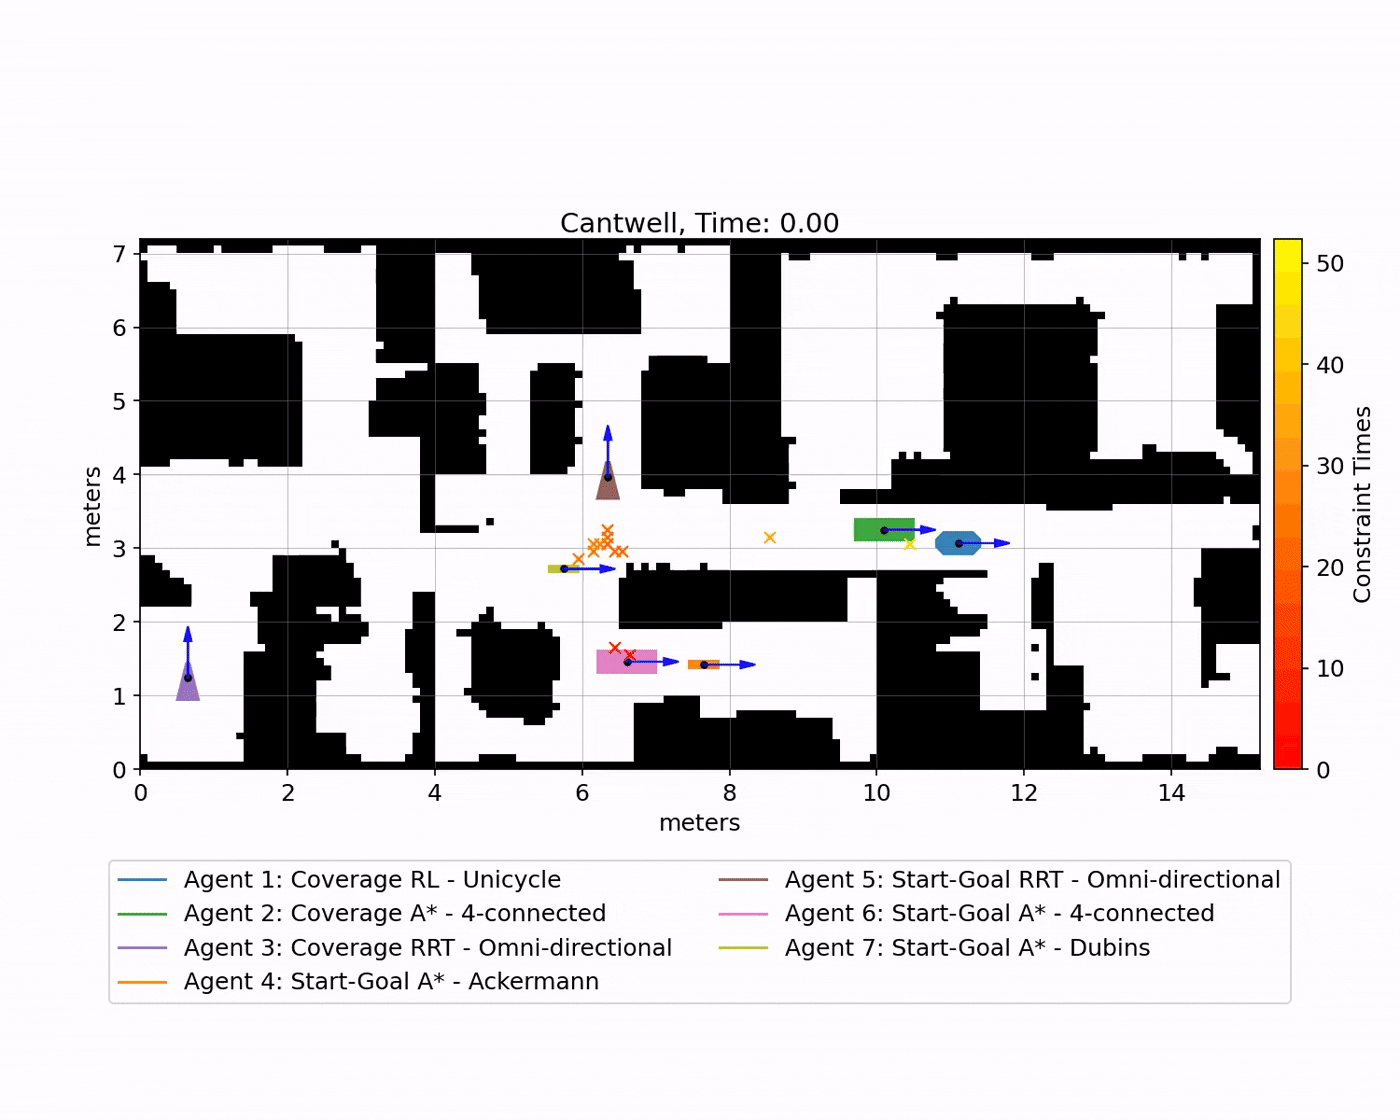 Cantwell, Time: 0.00
7
6
5
4
3
2
1
0
meters
0 2 4 6 8 10 12 14
meters
50
40
30
20
10
0
Constraint Times
Agent 1: Coverage RL - Unicycle
Agent 2: Coverage A* - 4-connected
Agent 3: Coverage RRT - Omni-directional
Agent 4: Start-Goal A* - Ackermann
Agent 5: Start-Goal RRT - Omni-directional
Agent 6: Start-Goal A* - 4-connected
Agent 7: Start-Goal A* - Dubins